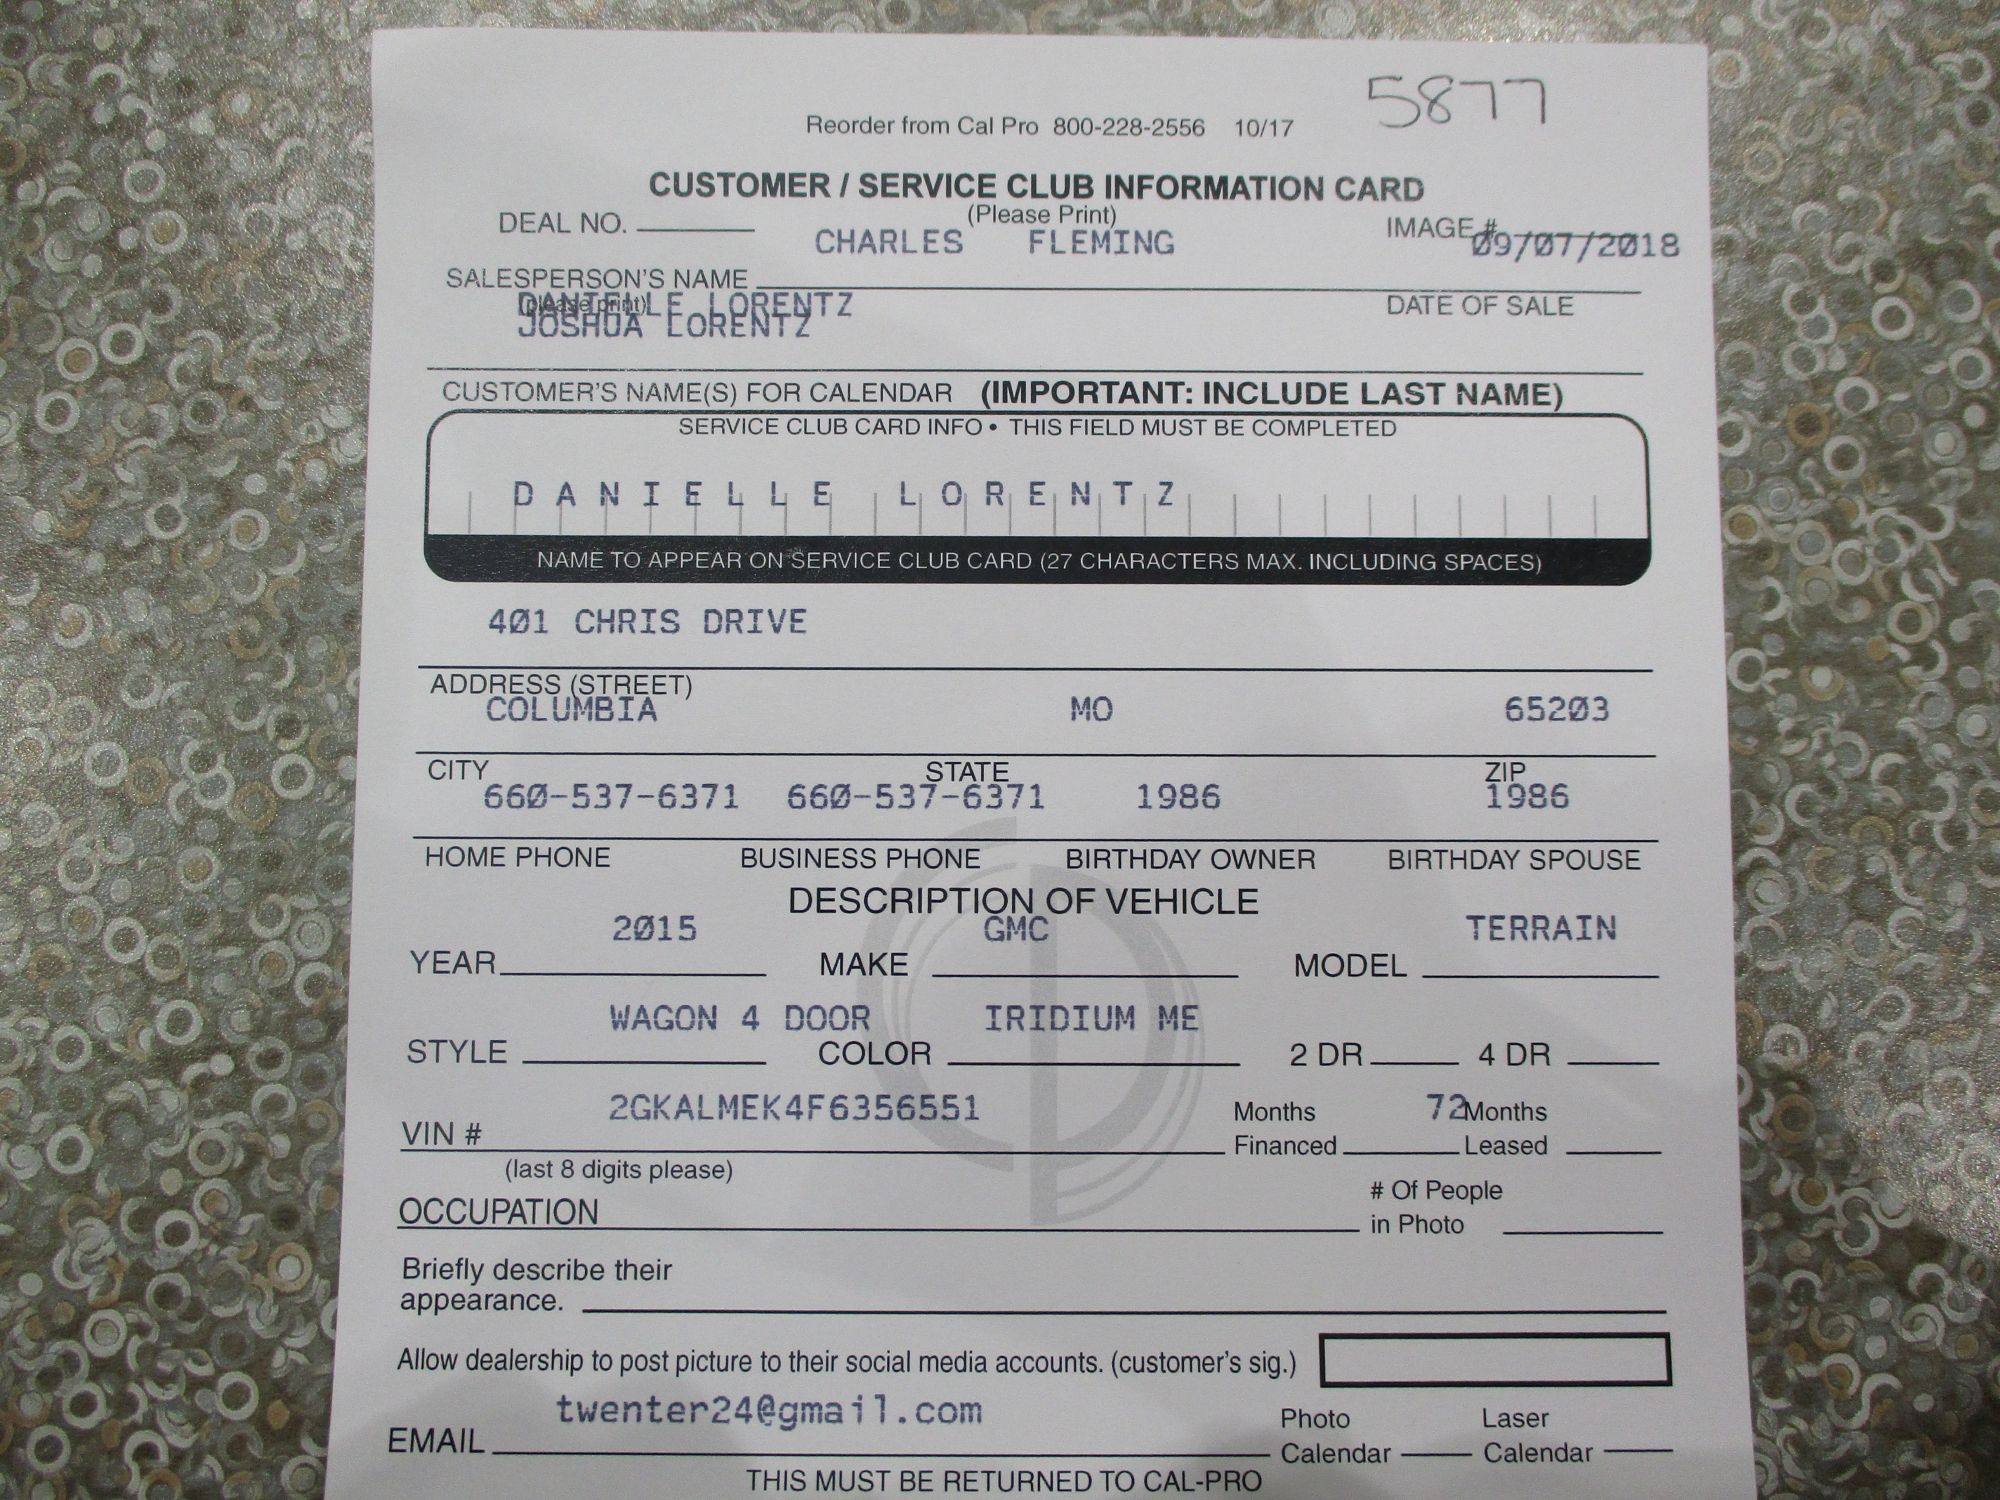 5877
Reorder from Cal Pro 800-228-2556 10/17
CUSTOMER / SERVICE CLUB INFORMATION CARD
(Please Print)
DEAL NO. IMAGE #
CHARLES FLEMING 09/07/2018
SALESPERSON'S NAME
(please print) DATE OF SALE
DANIELLE LORENTZ
JOSHUA LORENTZ
CUSTOMER'S NAME(S) FOR CALENDAR (IMPORTANT: INCLUDE LAST NAME)
SERVICE CLUB CARD INFO • THIS FIELD MUST BE COMPLETED
DANIELLE LORENTZ
NAME TO APPEAR ON SERVICE CLUB CARD (27 CHARACTERS MAX. INCLUDING SPACES)
401 CHRIS DRIVE
ADDRESS (STREET)
COLUMBIA MO 65203
CITY STATE ZIP
660-537-6371 660-537-6371 1986 1986
HOME PHONE BUSINESS PHONE BIRTHDAY OWNER BIRTHDAY SPOUSE
DESCRIPTION OF VEHICLE
2015 GMC TERRAIN
YEAR MAKE MODEL
WAGON 4 DOOR IRIDIUM ME
STYLE COLOR 2 DR 4 DR
2GKALMEK4F6356551 Months 72 Months
VIN # Financed Leased
(last 8 digits please)
# Of People
OCCUPATION in Photo
Briefly describe their
appearance.
Allow dealership to post picture to their social media accounts. (customer's sig.)
twenter24@gmail.com Photo Laser
EMAIL Calendar Calendar
THIS MUST BE RETURNED TO CAL-PRO